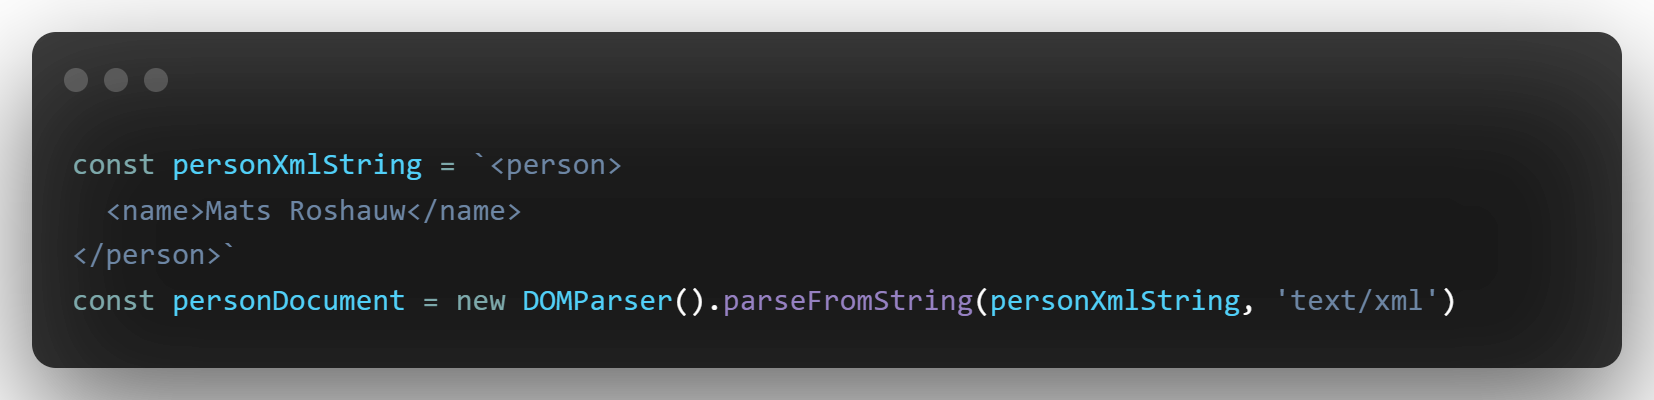 const personXmlString = `<person>
  <name>Mats Roshauw</name>
</person>`
const personDocument = new DOMParser().parseFromString(personXmlString, 'text/xml')